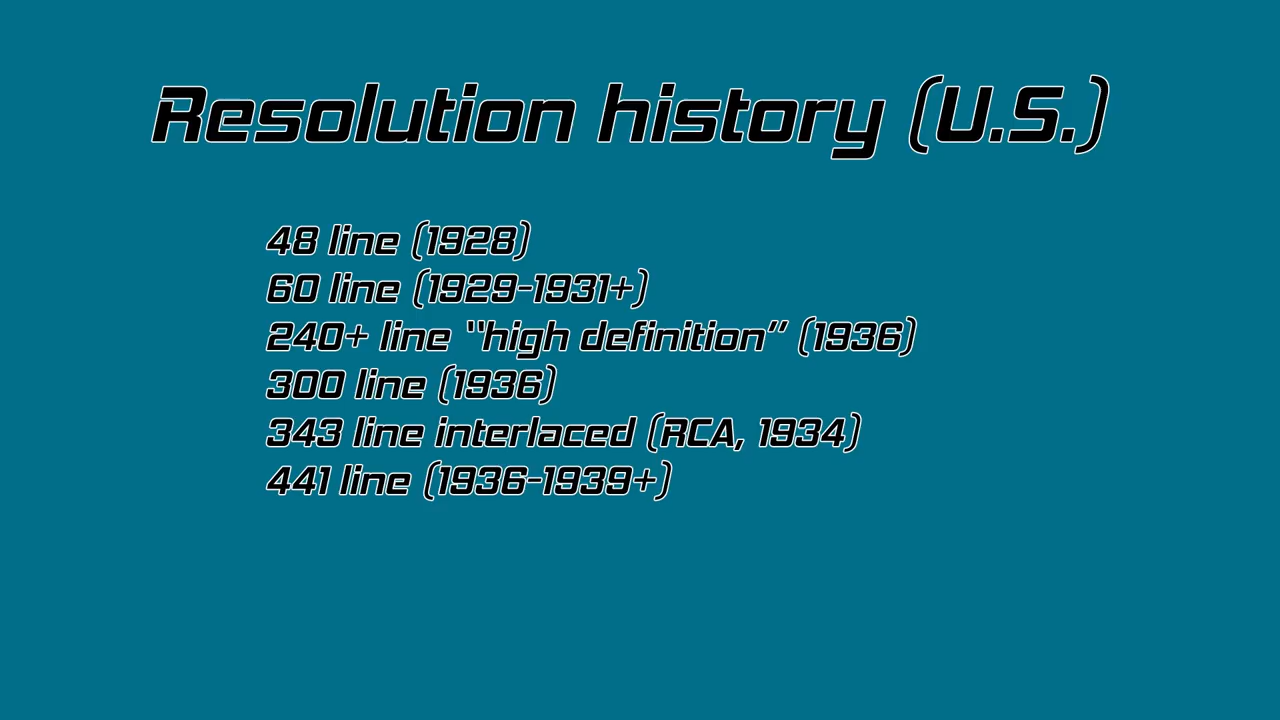 Resolution history (U.S.)
48 line (1928)
60 line (1929-1931+)
240+ line “high definition” (1936)
300 line (1936)
343 line interlaced (RCA, 1934)
441 line (1936-1939+)